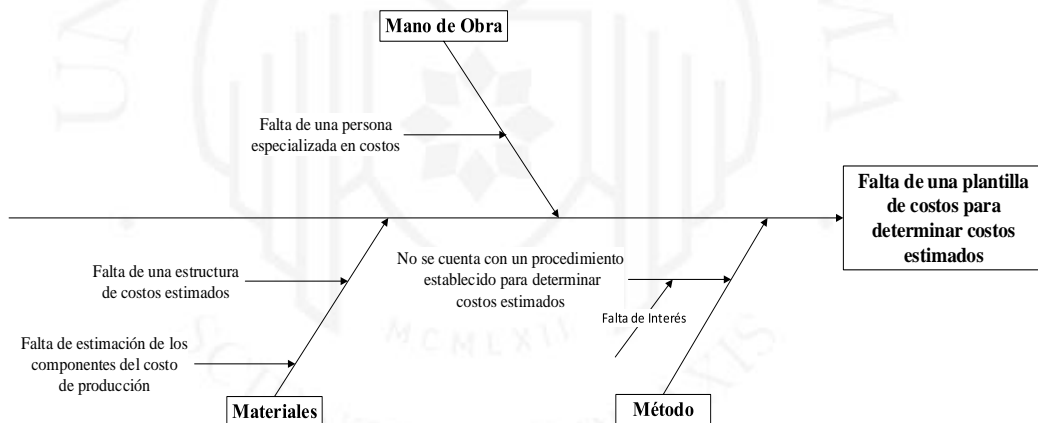 Mano de Obra
Falta de una persona
especializada en costos
Falta de una plantilla
de costos para
determinar costos
estimados
Falta de una estructura
de costos estimados
No se cuenta con un procedimiento
establecido para determinar
costos estimados
Falta de Interés
Falta de estimación de los
componentes del costo
de producción
Materiales
Método
MCMLXII